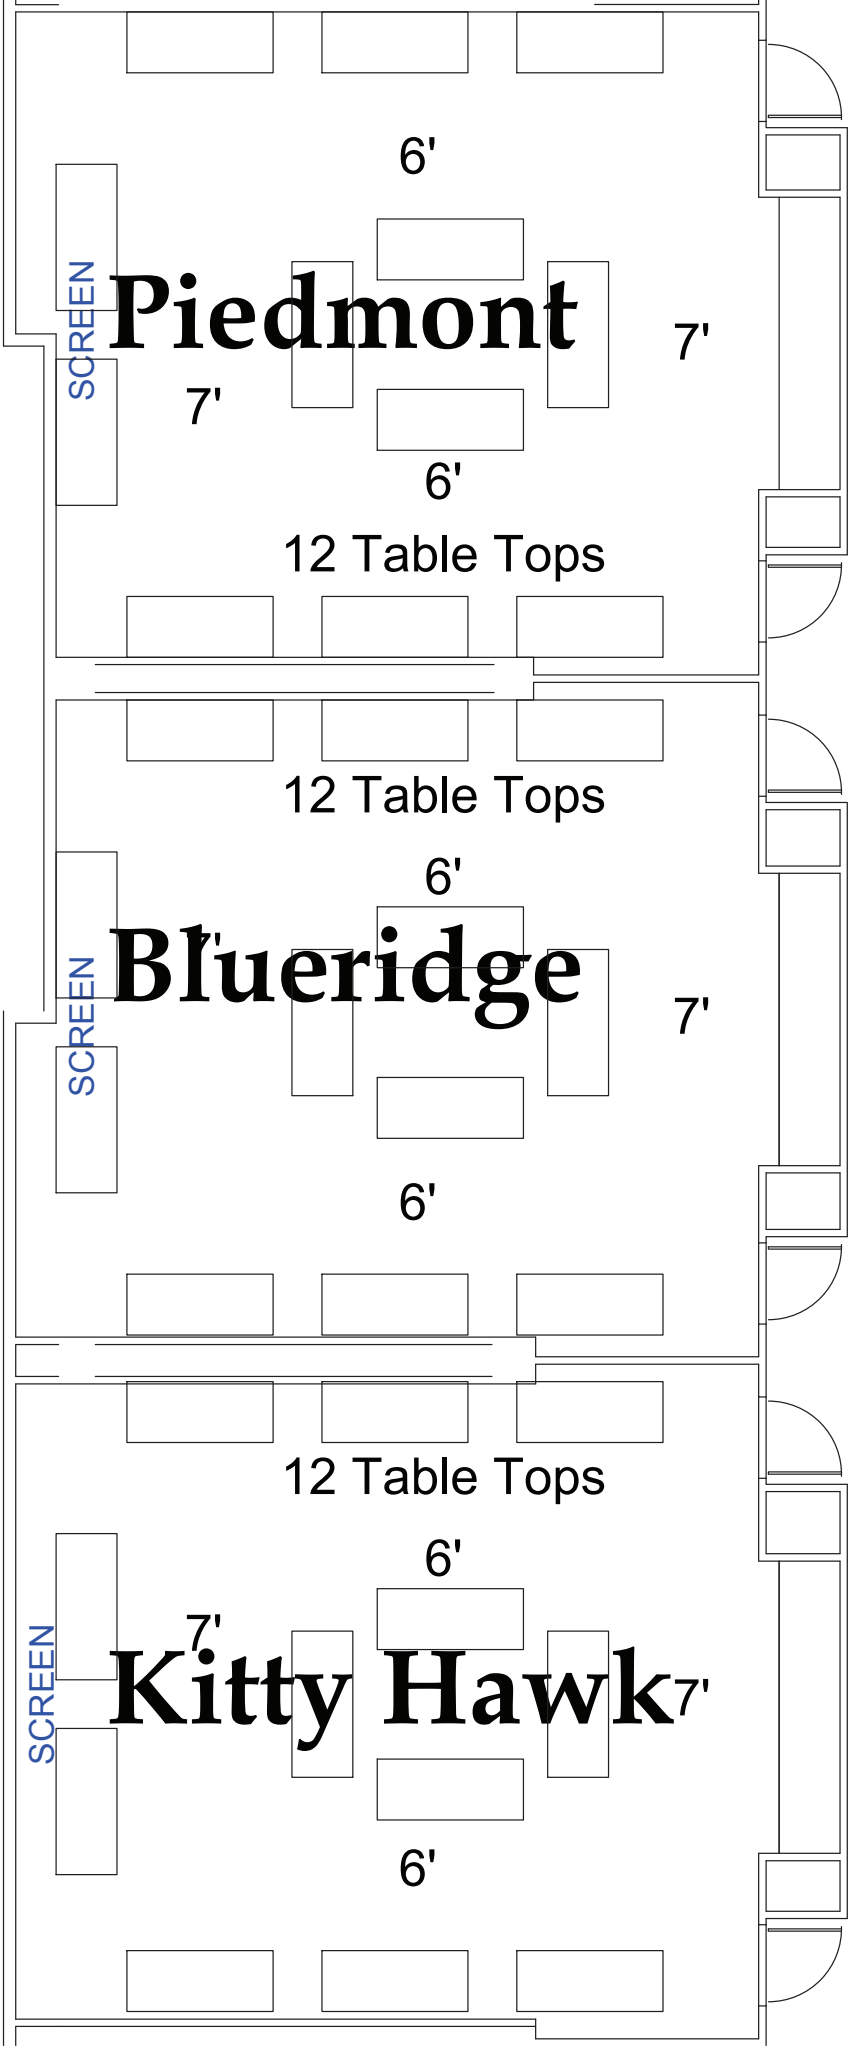 6'
SCREEN
Piedmont
7'
7'
6'
12 Table Tops
12 Table Tops
6'
7'
Blueridge
SCREEN
7'
6'
12 Table Tops
6'
7'
SCREEN
Kitty Hawk
7'
6'